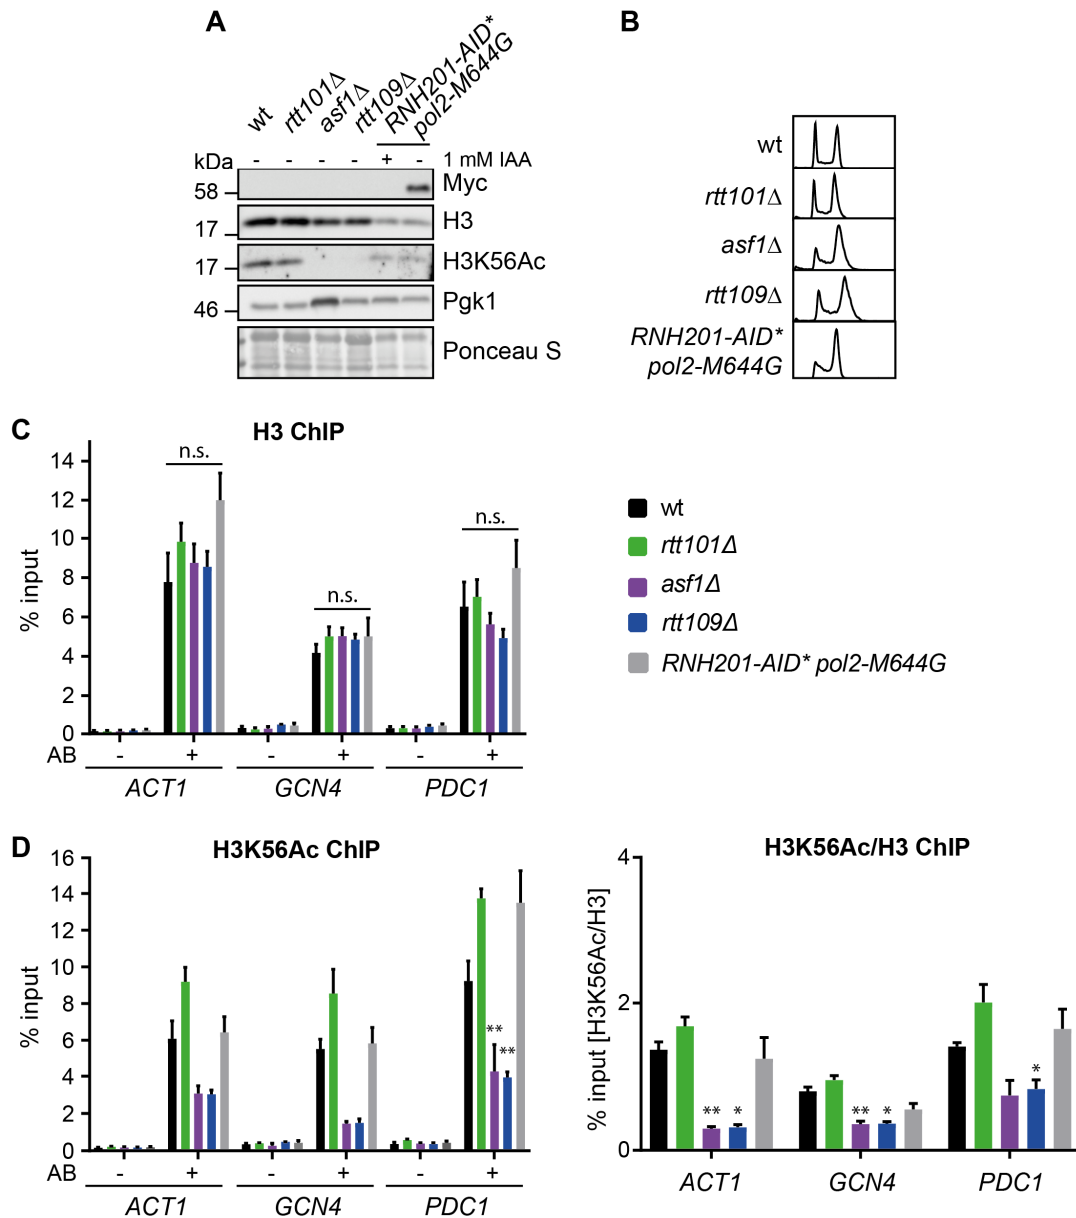 A
wt
rtt101Δ
asf1Δ
rtt109Δ
RNH201-AID*
pol2-M644G
kDa - - - - + - 1 mM IAA
58 Myc
17 H3
17 H3K56Ac
46 Pgk1
Ponceau S
B
wt
rtt101Δ
asf1Δ
rtt109Δ
RNH201-AID*
pol2-M644G
C
H3 ChIP
% input
14
12
10
8
6
4
2
0
n.s.
n.s.
n.s.
AB - + - + - +
ACT1 GCN4 PDC1
wt
rtt101Δ
asf1Δ
rtt109Δ
RNH201-AID* pol2-M644G
D
H3K56Ac ChIP
% input
16
14
12
10
8
6
4
2
0
**
**
AB - + - + - +
ACT1 GCN4 PDC1
H3K56Ac/H3 ChIP
% input [H3K56Ac/H3]
4
2
0
** * ** * *
ACT1 GCN4 PDC1